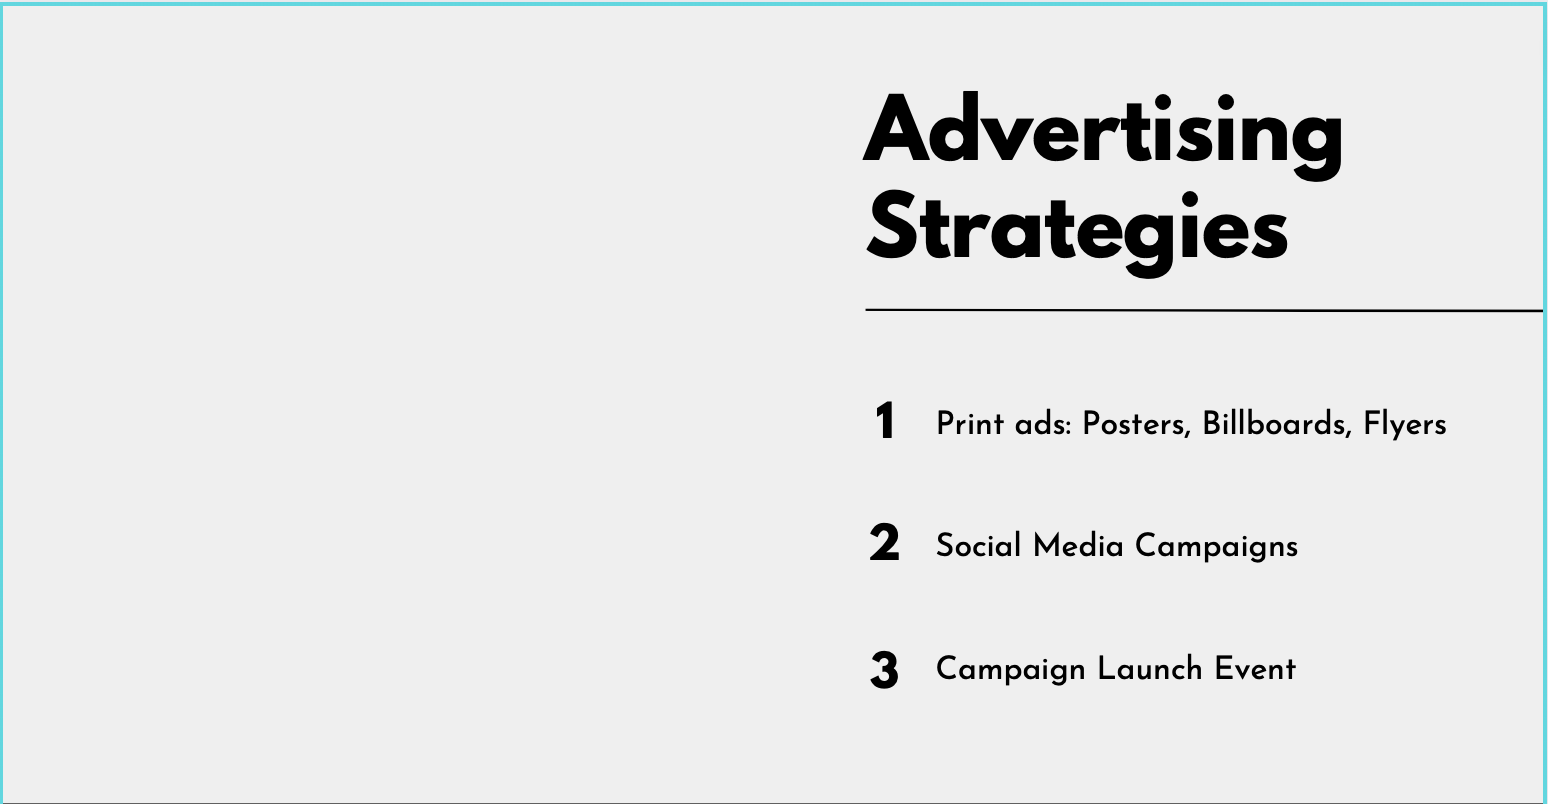 Advertising
Strategies
1 Print ads: Posters, Billboards, Flyers
2 Social Media Campaigns
3 Campaign Launch Event